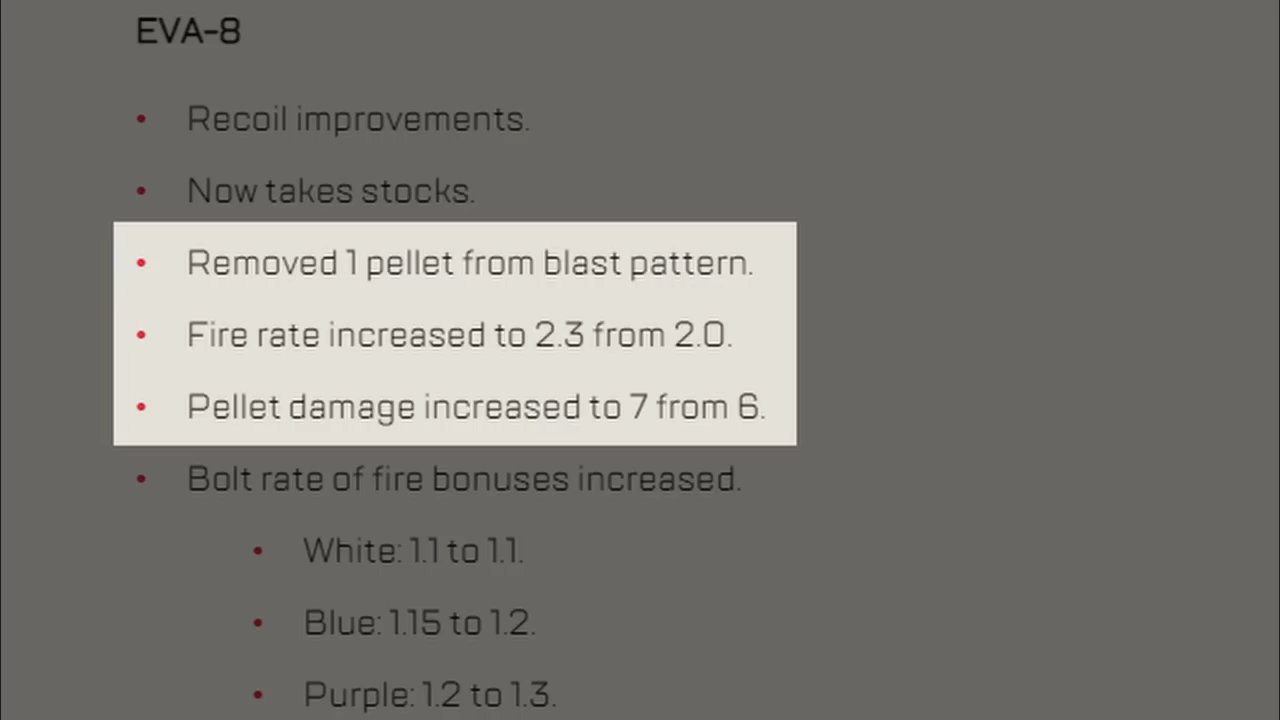 EVA-8
• Recoil improvements.
• Now takes stocks.
• Removed 1 pellet from blast pattern.
• Fire rate increased to 2.3 from 2.0.
• Pellet damage increased to 7 from 6.
• Bolt rate of fire bonuses increased.
• White: 1.1 to 1.1.
• Blue: 1.15 to 1.2.
• Purple: 1.2 to 1.3.